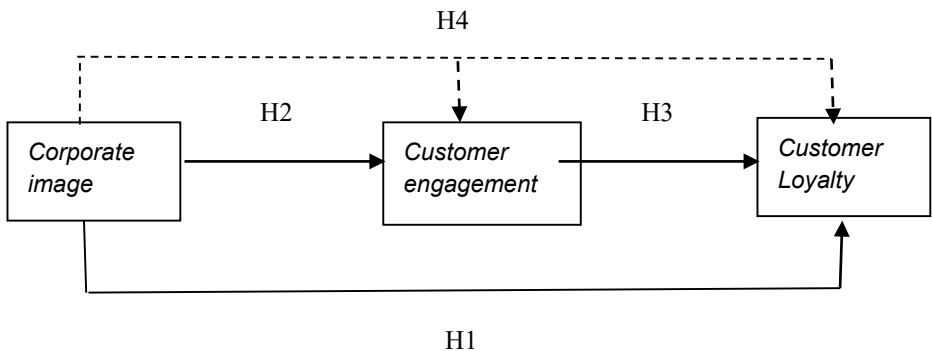 H4
H2
H3
Corporate
image
Customer
engagement
Customer
Loyalty
H1